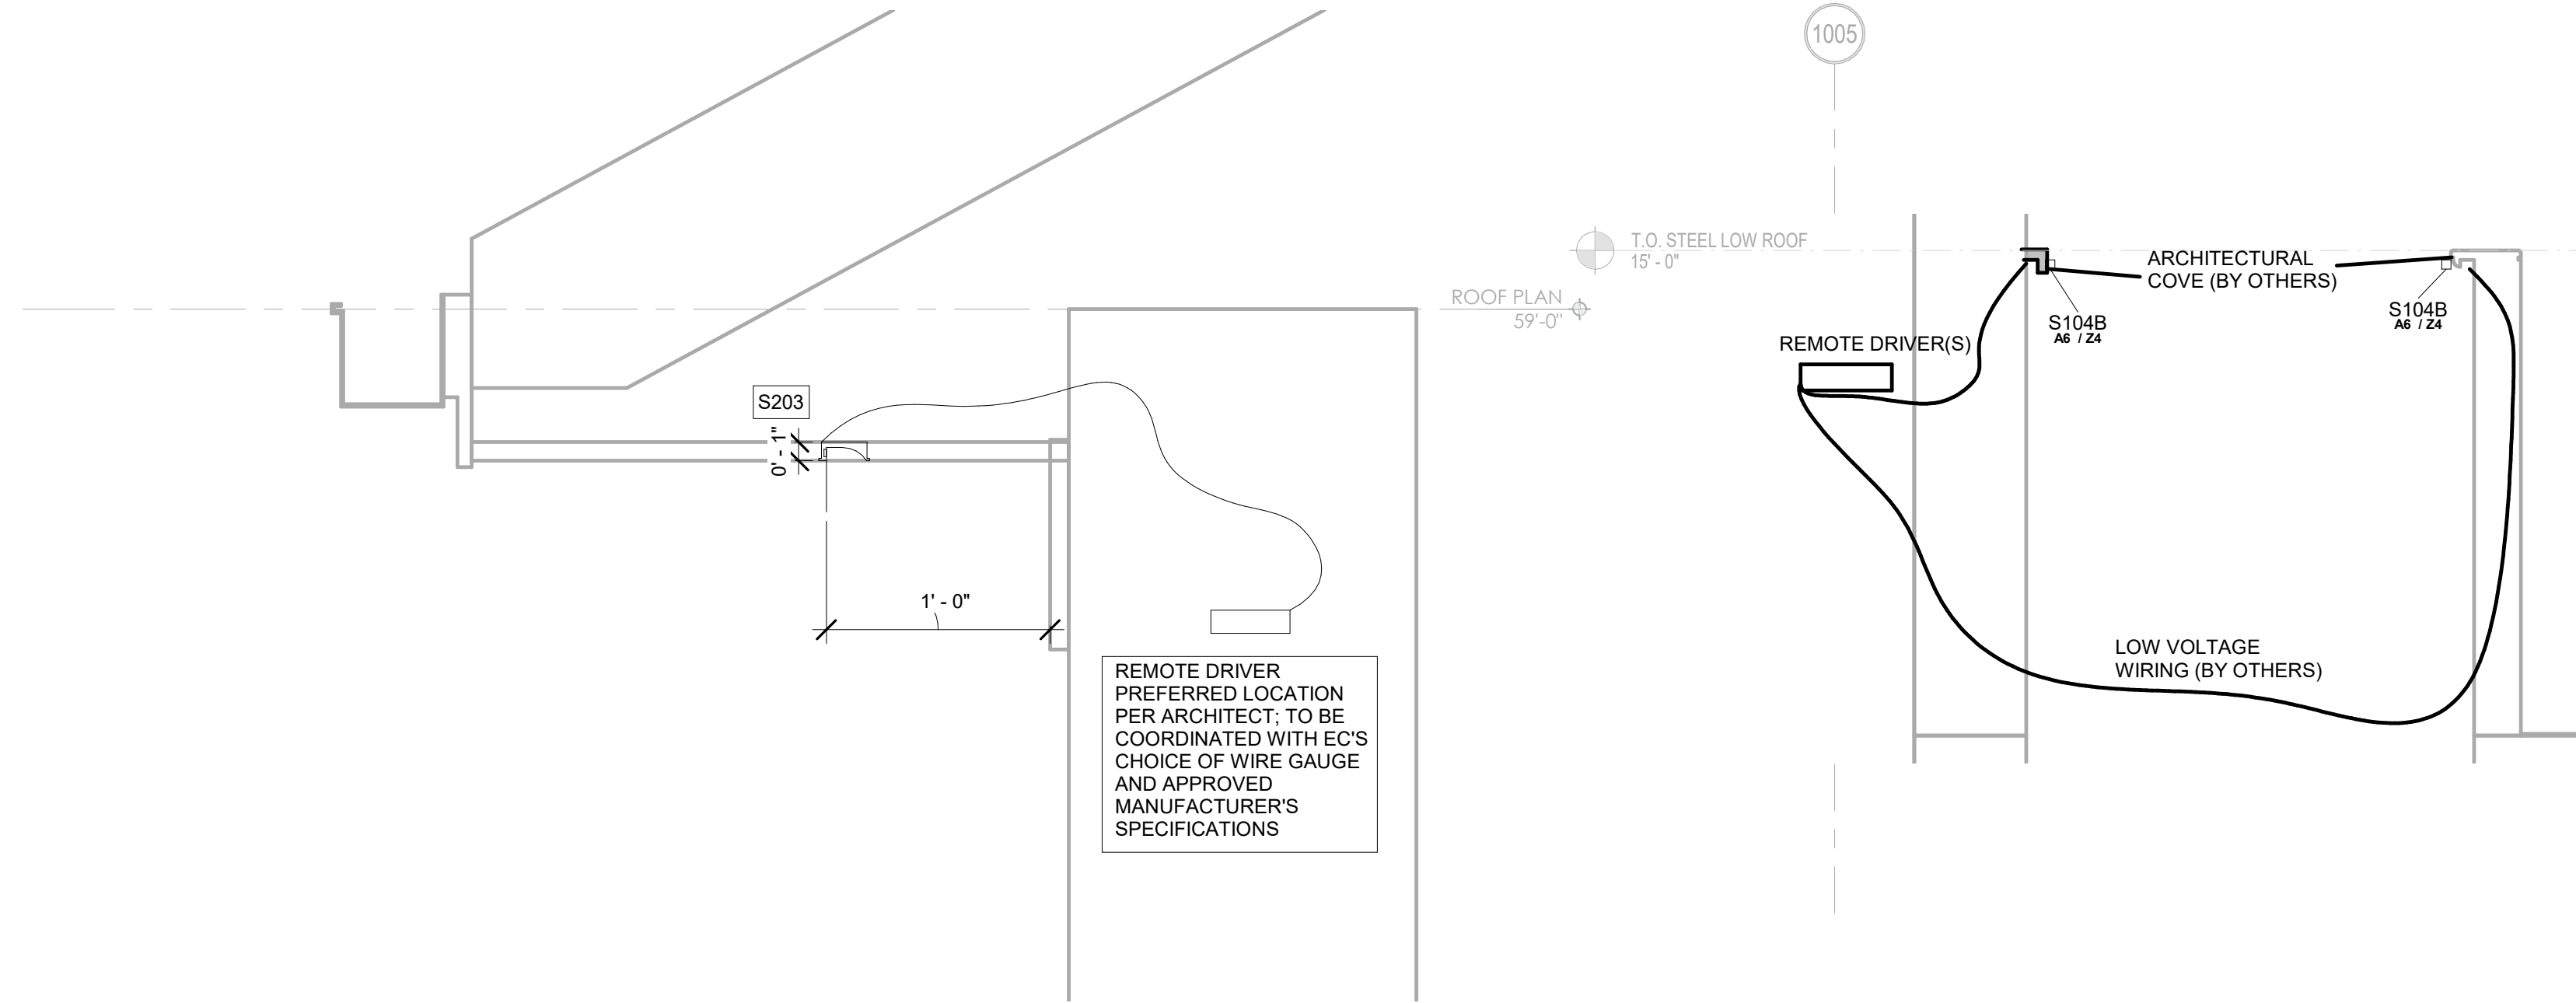 S203
0' - 1"
1' - 0"
REMOTE DRIVER
PREFERRED LOCATION
PER ARCHITECT; TO BE
COORDINATED WITH EC'S
CHOICE OF WIRE GAUGE
AND APPROVED
MANUFACTURER'S
SPECIFICATIONS
ROOF PLAN
59'-0"
1005
T.O. STEEL LOW ROOF
15' - 0"
ARCHITECTURAL
COVE (BY OTHERS)
S104B
A6 / Z4
S104B
A6 / Z4
REMOTE DRIVER(S)
LOW VOLTAGE
WIRING (BY OTHERS)